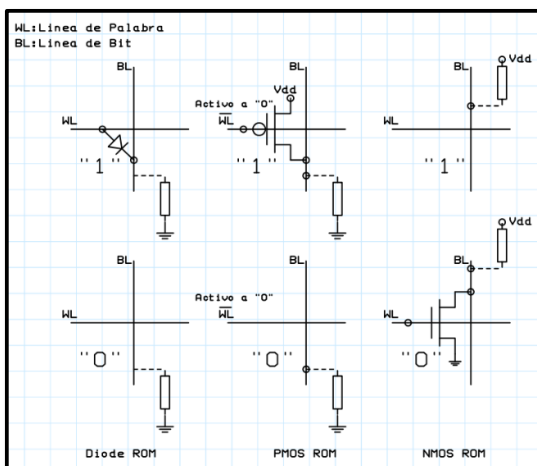 WL:Linea de Palabra
BL:Linea de Bit
BL
BL
BL
Vdd
Vdd
Activo a "0"
WL
WL
WL
"1"
"1"
"1"
Vdd
BL
BL
BL
Activo a "0"
WL
WL
WL
"0"
"0"
"0"
Diode ROM
PMOS ROM
NMOS ROM